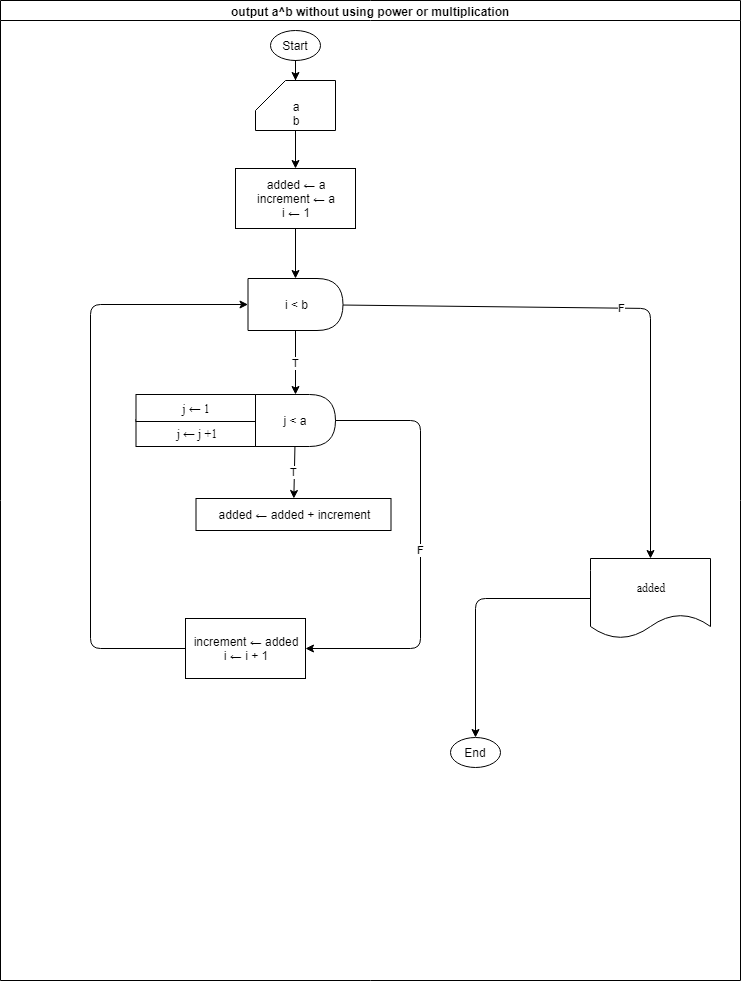 output a^b without using power or multiplication
Start
a
b
added ← a
increment ← a
i ← 1
i < b
F
T
j ← 1
j ← j +1
j < a
T
added ← added + increment
F
added
increment ← added
i ← i + 1
End